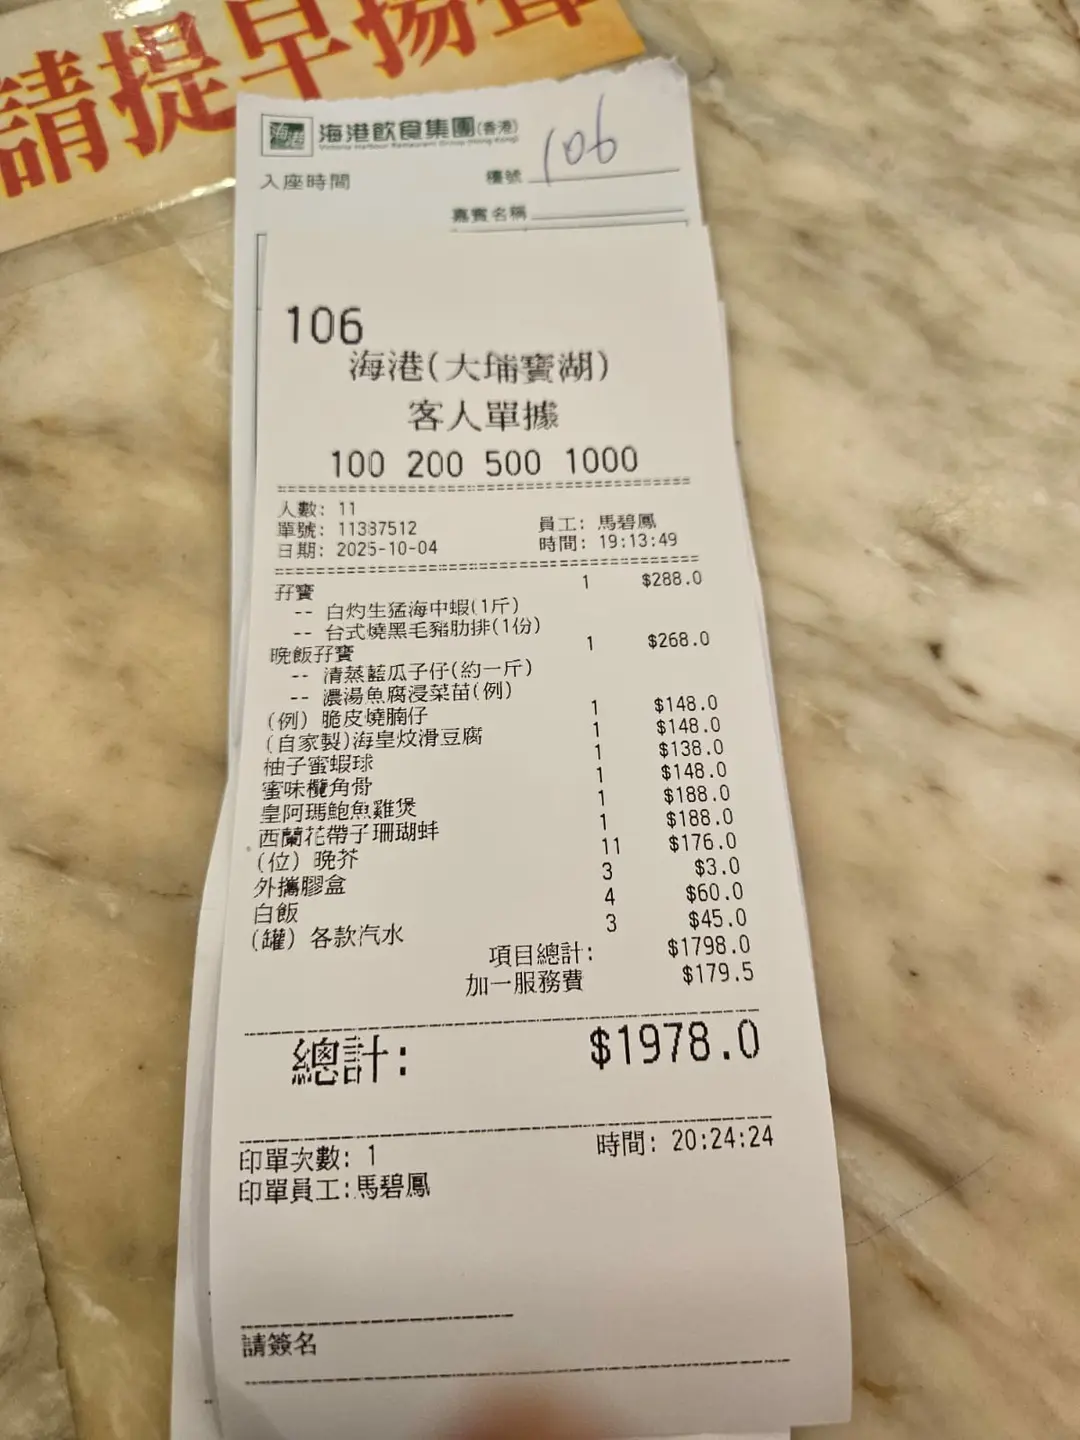 請提早揚聲
海港 海港飲食集團(香港)
Victoria Harbour Restaurant Group (Hong Kong)
入座時間
檯號 106
嘉賓名稱
106
海港(大埔寶湖)
客人單據
100 200 500 1000
人數: 11
單號: 11387512 員工: 馬碧鳳
日期: 2025-10-04 時間: 19:13:49
孖寶 1 $288.0
-- 白灼生猛海中蝦(1斤)
-- 台式燒黑毛豬肋排(1份)
晚飯孖寶 1 $268.0
-- 清蒸藍瓜子仔(約一斤)
-- 濃湯魚腐浸菜苗(例)
(例) 脆皮燒腩仔 1 $148.0
(自家製)海皇炆滑豆腐 1 $148.0
柚子蜜蝦球 1 $138.0
蜜味欖角骨 1 $148.0
皇阿瑪鮑魚雞煲 1 $188.0
西蘭花帶子珊瑚蚌 1 $188.0
(位) 晚芥 11 $176.0
外攜膠盒 3 $3.0
白飯 4 $60.0
(罐) 各款汽水 3 $45.0
項目總計: $1798.0
加一服務費 $179.5
總計: $1978.0
印單次數: 1 時間: 20:24:24
印單員工:馬碧鳳
請簽名